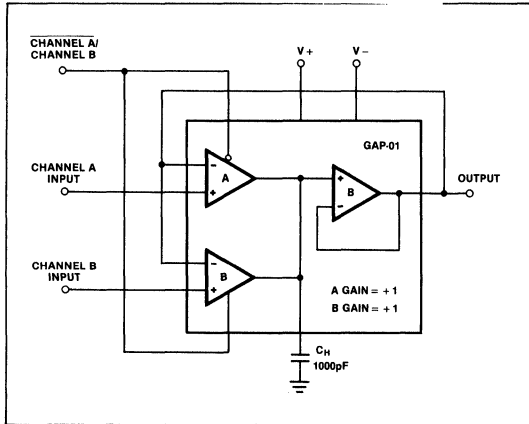 CHANNEL A/
CHANNEL B
V+
V−
GAP-01
−
A
+
CHANNEL A
INPUT
+
B
−
OUTPUT
CHANNEL B
INPUT
−
B
+
A GAIN = +1
B GAIN = +1
CH
1000pF